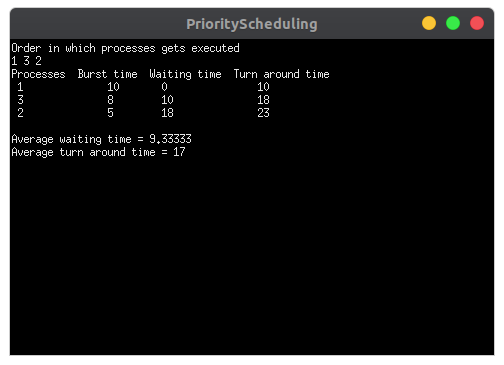 PriorityScheduling
Order in which processes gets executed
1 3 2
Processes  Burst time  Waiting time  Turn around time
1 10 0 10
3 8 10 18
2 5 18 23
Average waiting time = 9.33333
Average turn around time = 17